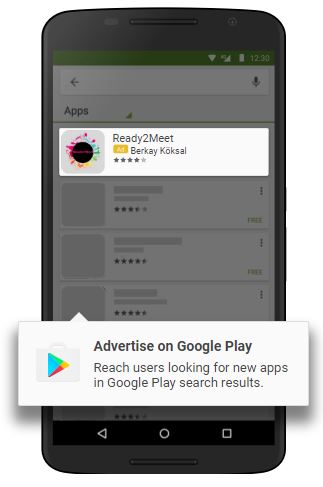 12:30
Apps
Ready2Meet
Ad Berkay Köksal
FREE
FREE
Advertise on Google Play
Reach users looking for new apps
in Google Play search results.